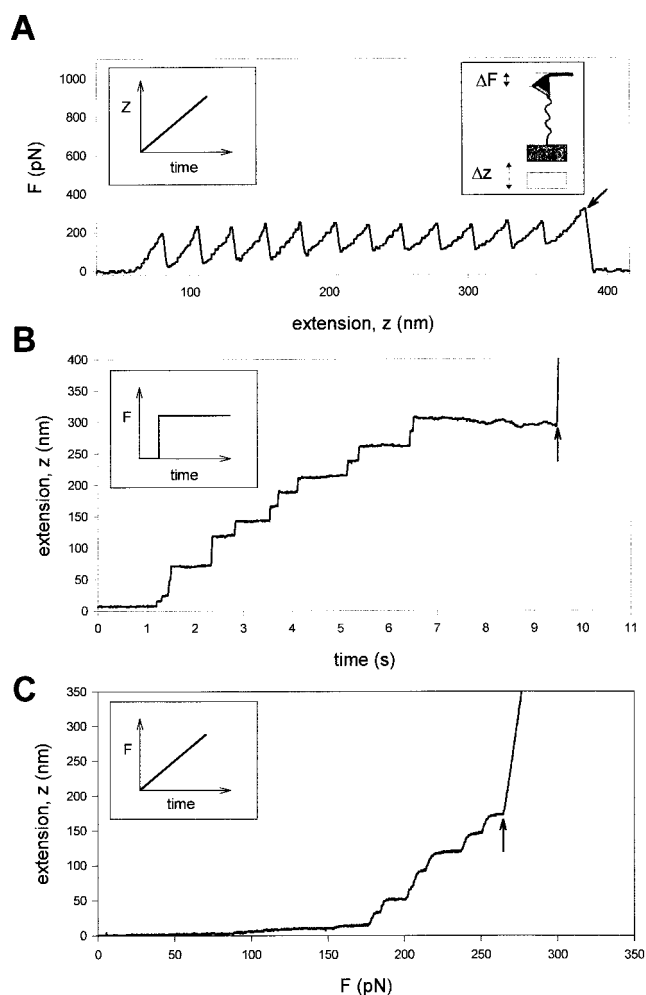 A
1000
800
600
400
200
0
F (pN)
Z
time
ΔF
Δz
100
200
300
400
extension, z (nm)
B
400
350
300
250
200
150
100
50
0
extension, z (nm)
F
time
0 1 2 3 4 5 6 7 8 9 10 11
time (s)
C
350
300
250
200
150
100
50
0
extension, z (nm)
F
time
0 50 100 150 200 250 300 350
F (pN)